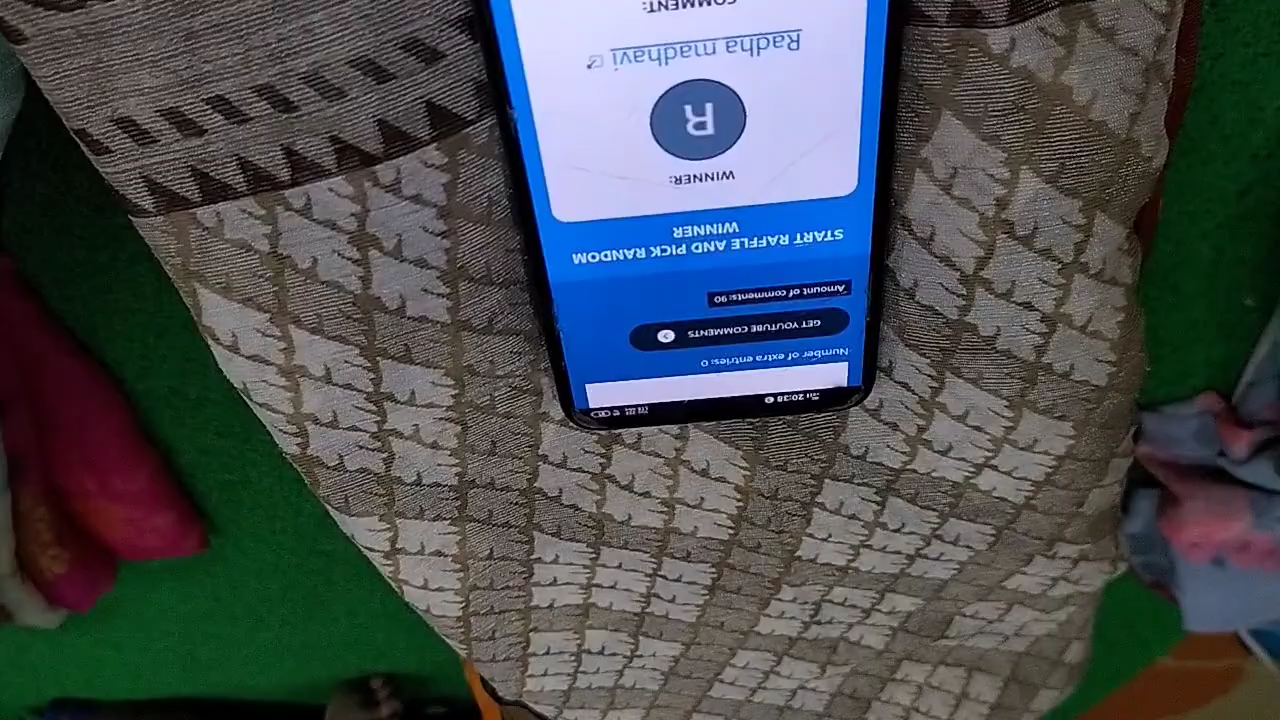 20:38
Number of extra entries: 0
GET YOUTUBE COMMENTS
Amount of comments: 90
START RAFFLE AND PICK RANDOM
WINNER
WINNER:
R
Radha madhavi
COMMENT: